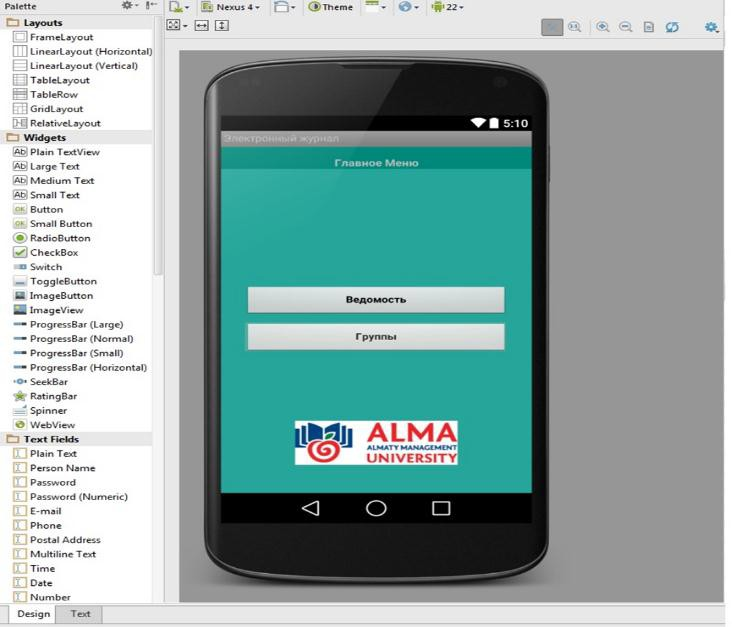 Palette
Nexus 4
Theme
22
Layouts
FrameLayout
LinearLayout (Horizontal)
LinearLayout (Vertical)
TableLayout
TableRow
GridLayout
RelativeLayout
Widgets
Ab Plain TextView
Ab Large Text
Ab Medium Text
Ab Small Text
OK Button
OK Small Button
RadioButton
CheckBox
Switch
ToggleButton
ImageButton
ImageView
ProgressBar (Large)
ProgressBar (Normal)
ProgressBar (Small)
ProgressBar (Horizontal)
SeekBar
RatingBar
Spinner
WebView
Text Fields
Plain Text
Person Name
Password
Password (Numeric)
E-mail
Phone
Postal Address
Multiline Text
Time
Date
Number
Design
Text
5:10
Электронный журнал
Главное Меню
Ведомость
Группы
ALMA
ALMATY MANAGEMENT
UNIVERSITY